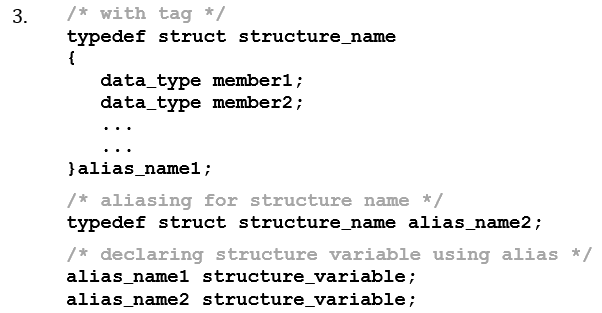 3. /* with tag */
typedef struct structure_name
{
data_type member1;
data_type member2;
...
...
}alias_name1;
/* aliasing for structure name */
typedef struct structure_name alias_name2;
/* declaring structure variable using alias */
alias_name1 structure_variable;
alias_name2 structure_variable;